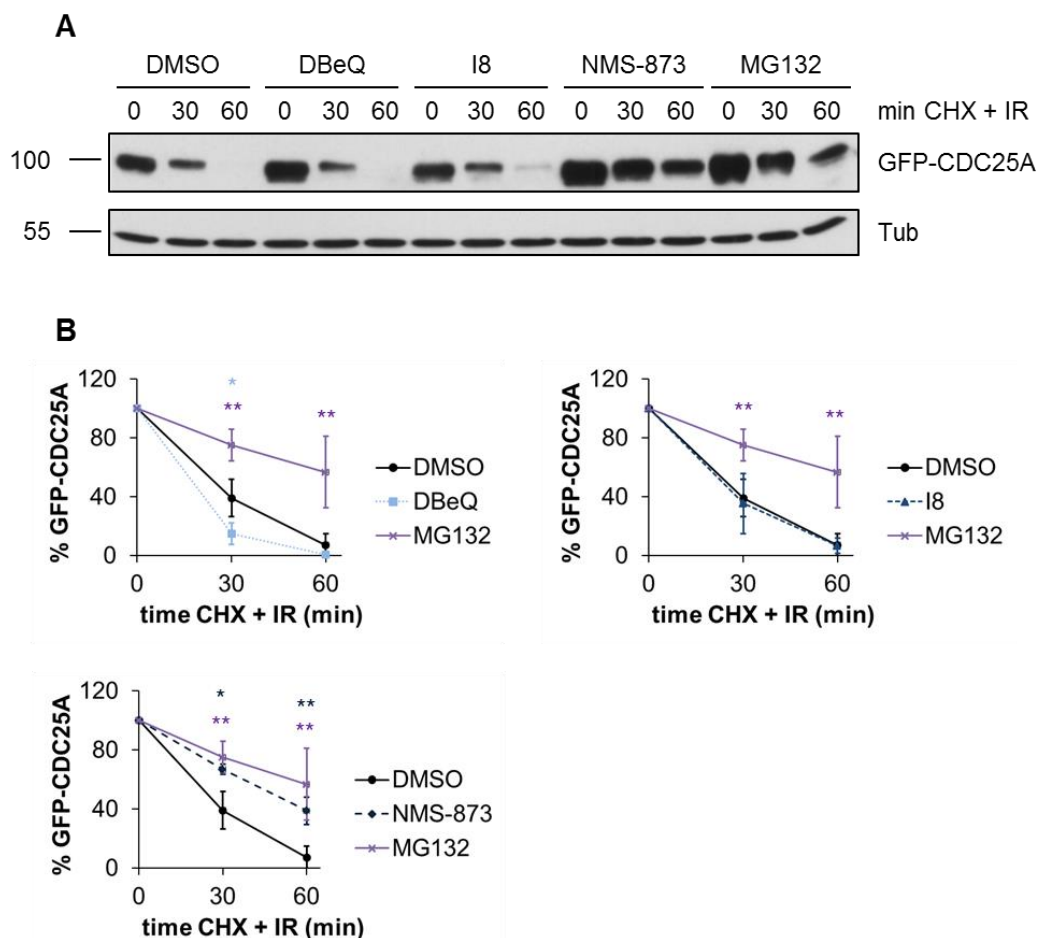 A
DMSO DBeQ I8 NMS-873 MG132
0 30 60 0 30 60 0 30 60 0 30 60 0 30 60 min CHX + IR
100 GFP-CDC25A
55 Tub
B
% GFP-CDC25A
120
80
40
0
*
**
**
DMSO
DBeQ
MG132
0 30 60
time CHX + IR (min)
% GFP-CDC25A
120
80
40
0
**
**
DMSO
I8
MG132
0 30 60
time CHX + IR (min)
% GFP-CDC25A
120
80
40
0
* **
** **
DMSO
NMS-873
MG132
0 30 60
time CHX + IR (min)